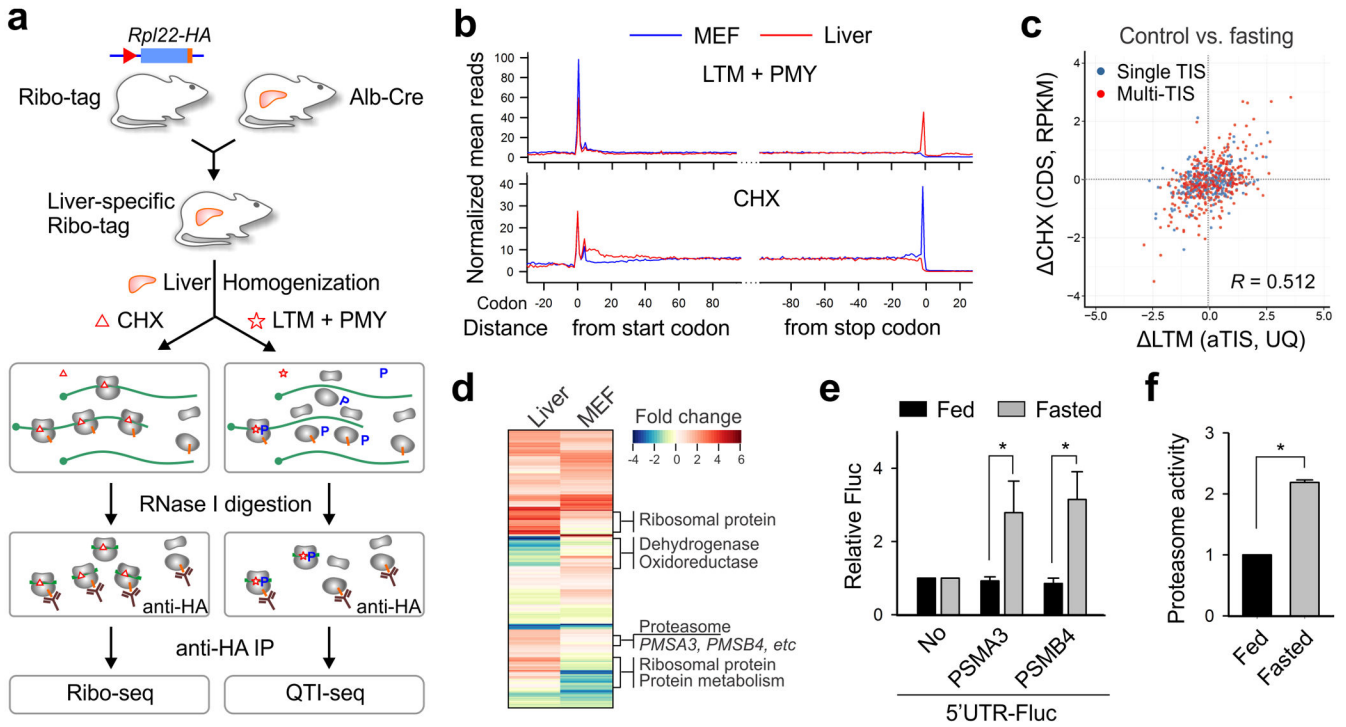 a
Rpl22-HA
Ribo-tag
Alb-Cre
Liver-specific
Ribo-tag
Liver Homogenization
CHX
LTM + PMY
P
P
P
P
P
RNase I digestion
P
P
anti-HA
anti-HA
anti-HA IP
Ribo-seq
QTI-seq
b
MEF
Liver
LTM + PMY
Normalized mean reads
100
80
60
40
20
0
CHX
40
30
20
10
0
Codon
-20 0 20 40 60 80
-80 -60 -40 -20 0 20
Distance from start codon from stop codon
c
Control vs. fasting
Single TIS
Multi-TIS
ΔCHX (CDS, RPKM)
4
2
0
−2
−4
R = 0.512
−5.0 −2.5 0.0 2.5 5.0
ΔLTM (aTIS, UQ)
d
Liver
MEF
Fold change
-4 -2 0 2 4 6
Ribosomal protein
Dehydrogenase
Oxidoreductase
Proteasome
PMSA3, PMSB4, etc
Ribosomal protein
Protein metabolism
e
Fed
Fasted
Relative Fluc
4
2
0
*
*
No
PSMA3
PSMB4
5'UTR-Fluc
f
Proteasome activity
3
2
1
0
*
Fed
Fasted